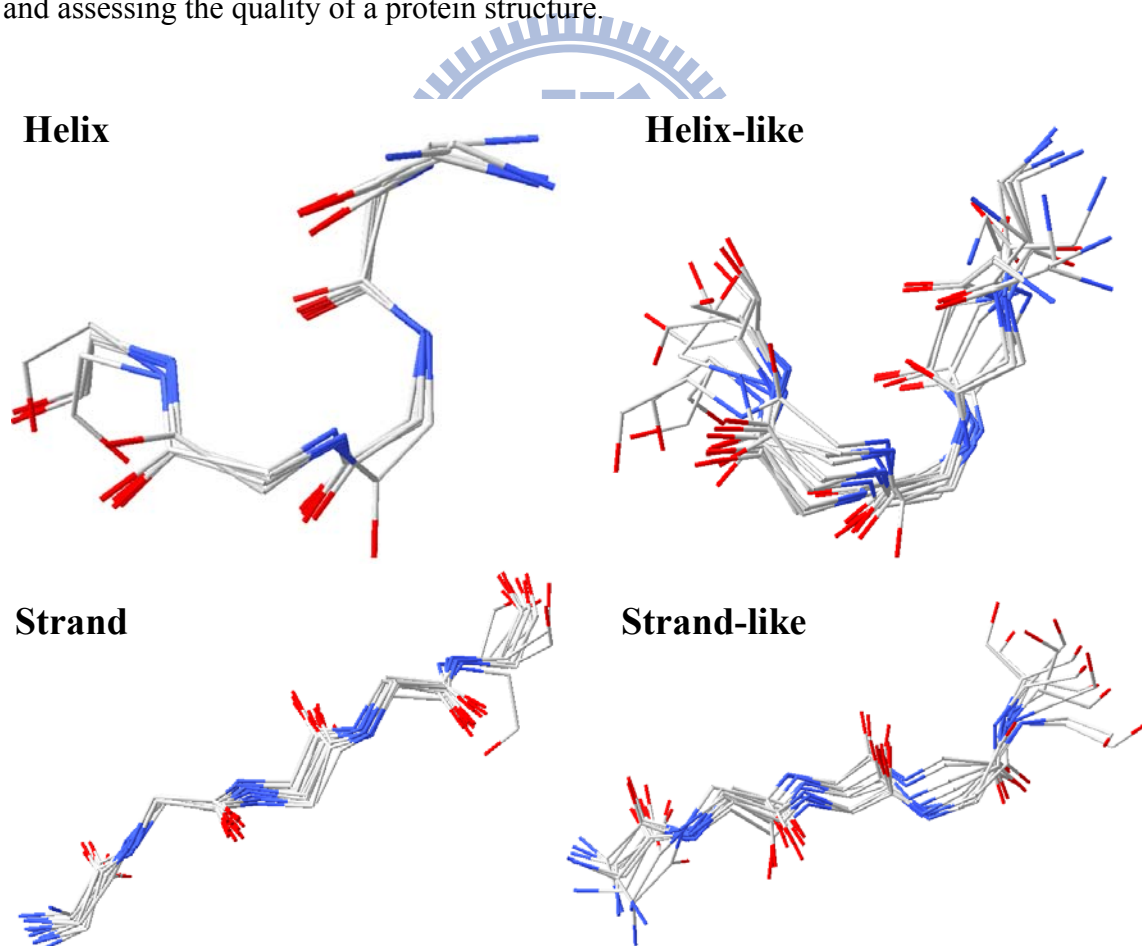 and assessing the quality of a protein structure.
Helix
Helix-like
Strand
Strand-like